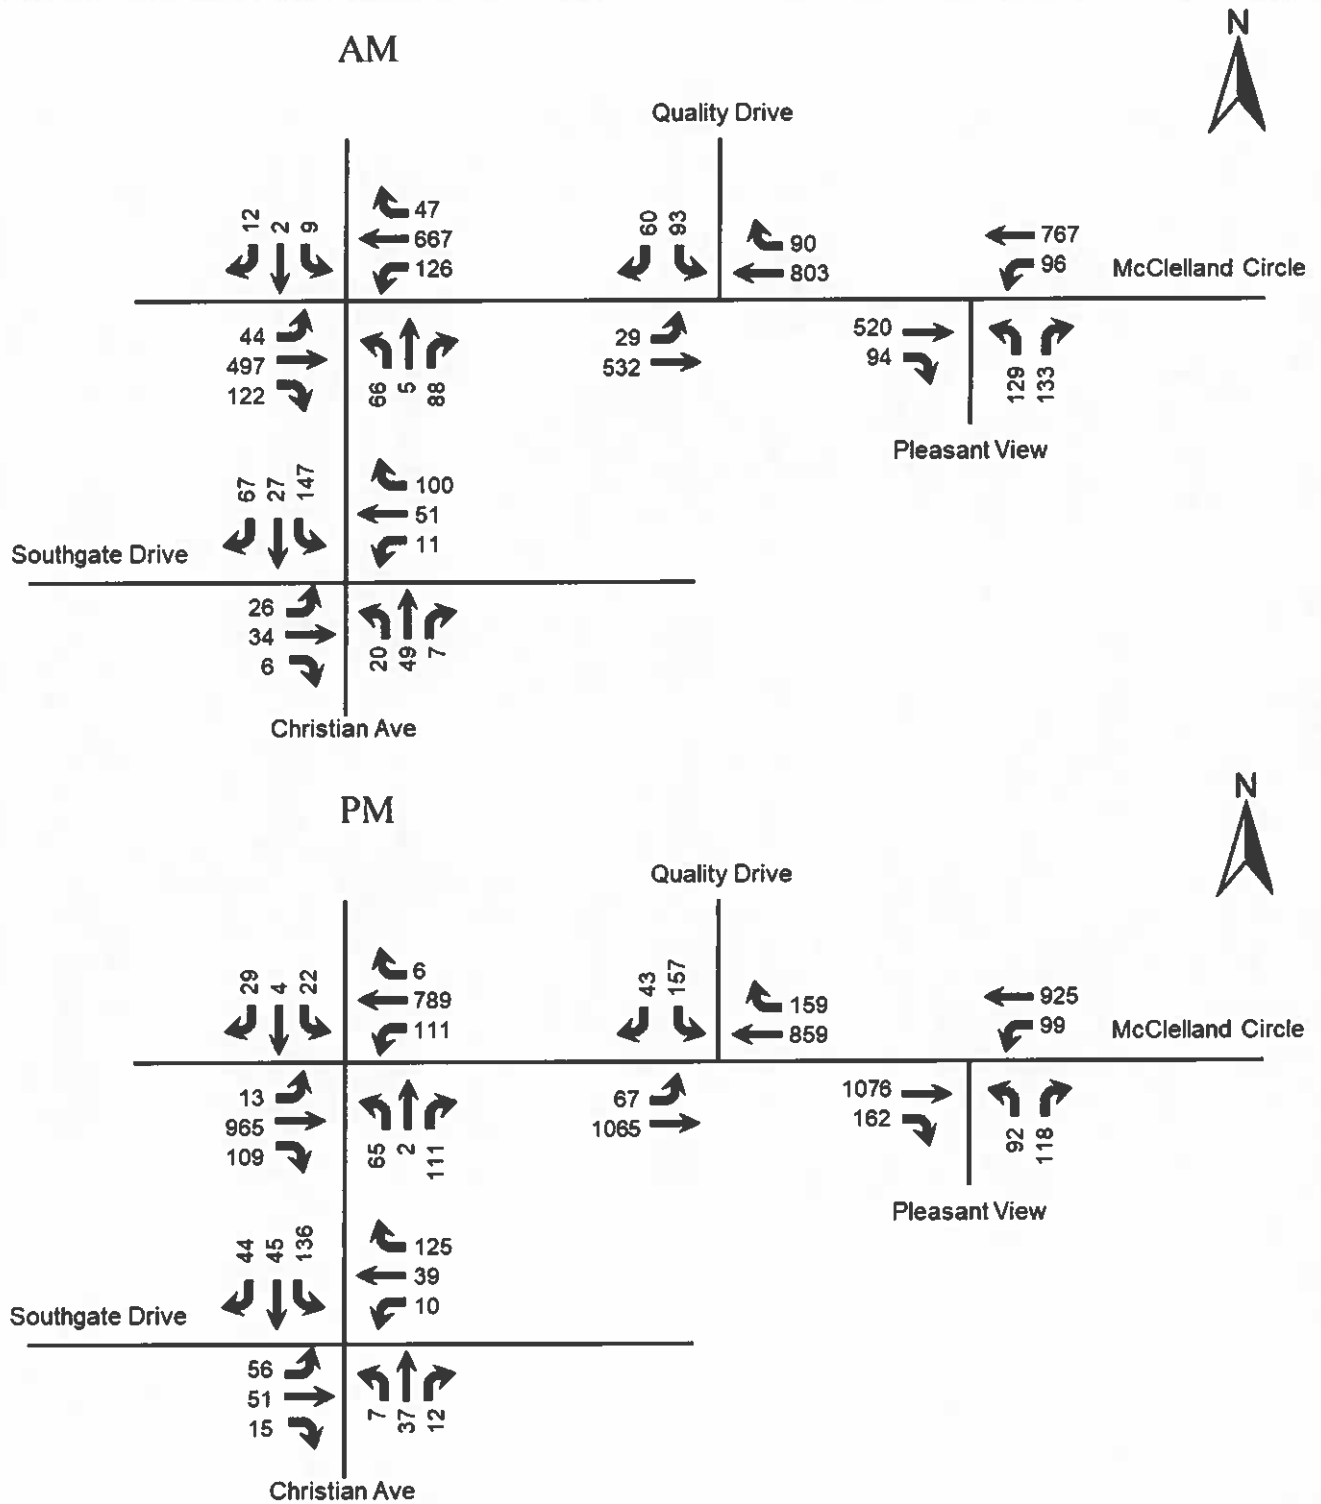 N
AM
Quality Drive
12 2 9
47
667
126
60 93
90
803
767
96
McClelland Circle
44
497
122
66 5 88
29
532
520
94
129 133
Pleasant View
67 27 147
100
51
11
Southgate Drive
26
34
6
20 49 7
Christian Ave
N
PM
Quality Drive
29 4 22
6
789
111
43 157
159
859
925
99
McClelland Circle
13
965
109
65 2 111
67
1065
1076
162
92 118
Pleasant View
44 45 136
125
39
10
Southgate Drive
56
51
15
7 37 12
Christian Ave